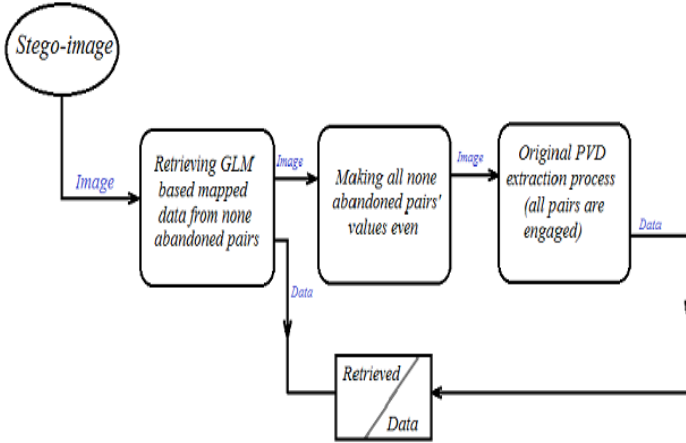 Stego-image
Image
Retrieving GLM
based mapped
data from none
abandoned pairs
Image
Making all none
abandoned pairs'
values even
Image
Original PVD
extraction process
(all pairs are
engaged)
Data
Data
Retrieved
Data